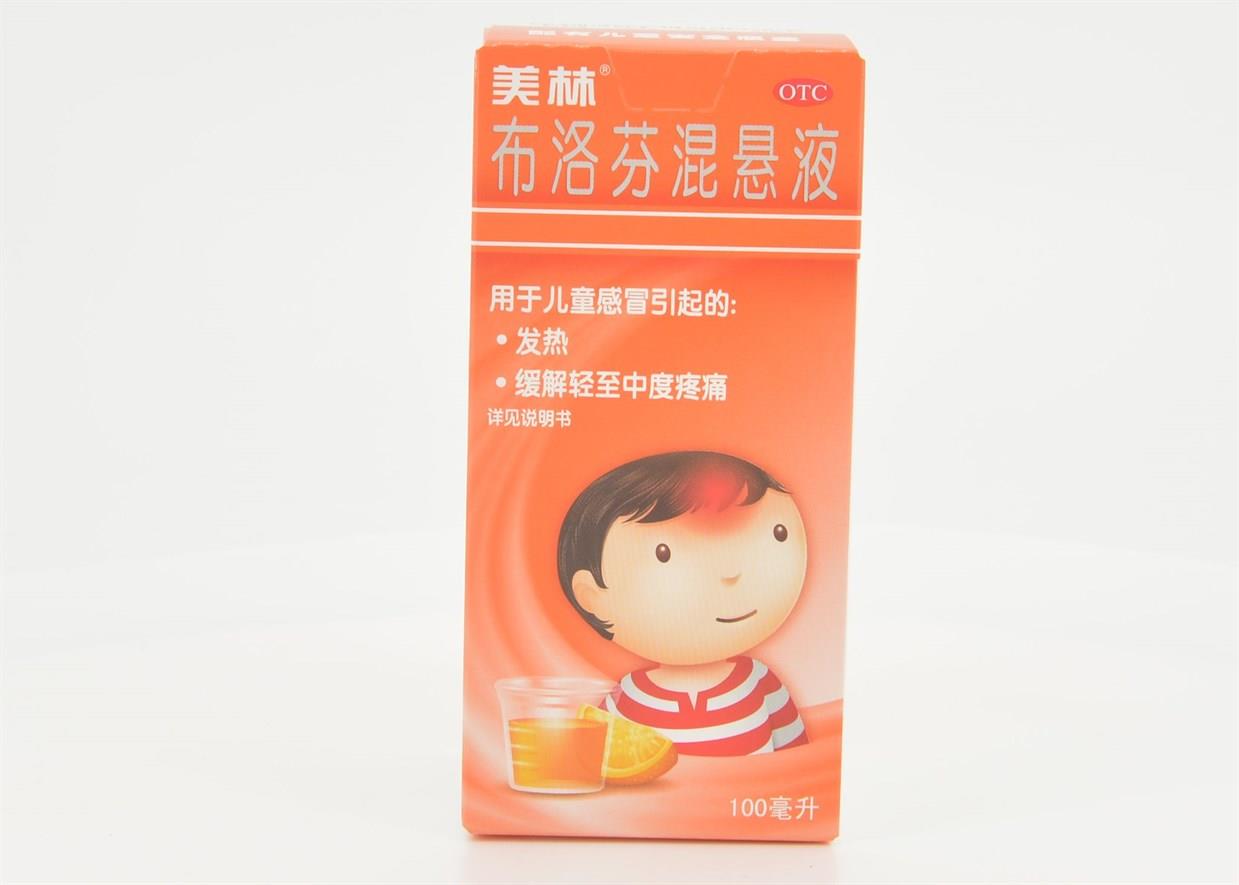 美林®
OTC
布洛芬混悬液
用于儿童感冒引起的:
• 发热
• 缓解轻至中度疼痛
详见说明书
100毫升